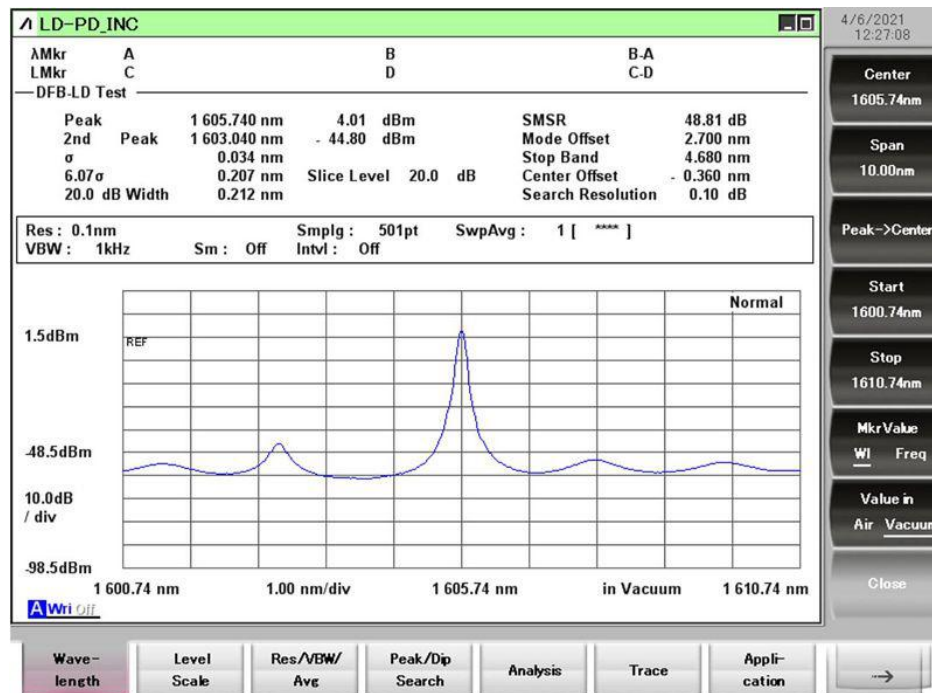 LD-PD_INC
4/6/2021
12:27:08
λMkr A B B-A
LMkr C D C-D
DFB-LD Test
Peak 1 605.740 nm 4.01 dBm SMSR 48.81 dB
2nd Peak 1 603.040 nm - 44.80 dBm Mode Offset 2.700 nm
σ 0.034 nm Stop Band 4.680 nm
6.07σ 0.207 nm Slice Level 20.0 dB Center Offset - 0.360 nm
20.0 dB Width 0.212 nm Search Resolution 0.10 dB
Res : 0.1nm Smplg : 501pt SwpAvg : 1 [ **** ]
VBW : 1kHz Sm : Off Intvl : Off
Normal
1.5dBm
REF
-48.5dBm
10.0dB
/ div
-98.5dBm
1 600.74 nm 1.00 nm/div 1 605.74 nm in Vacuum 1 610.74 nm
A Wri Off
Center
1605.74nm
Span
10.00nm
Peak->Center
Start
1600.74nm
Stop
1610.74nm
Mkr Value
Wl Freq
Value in
Air Vacuum
Close
Wave-
length
Level
Scale
Res/VBW/
Avg
Peak/Dip
Search
Analysis
Trace
Appli-
cation
→